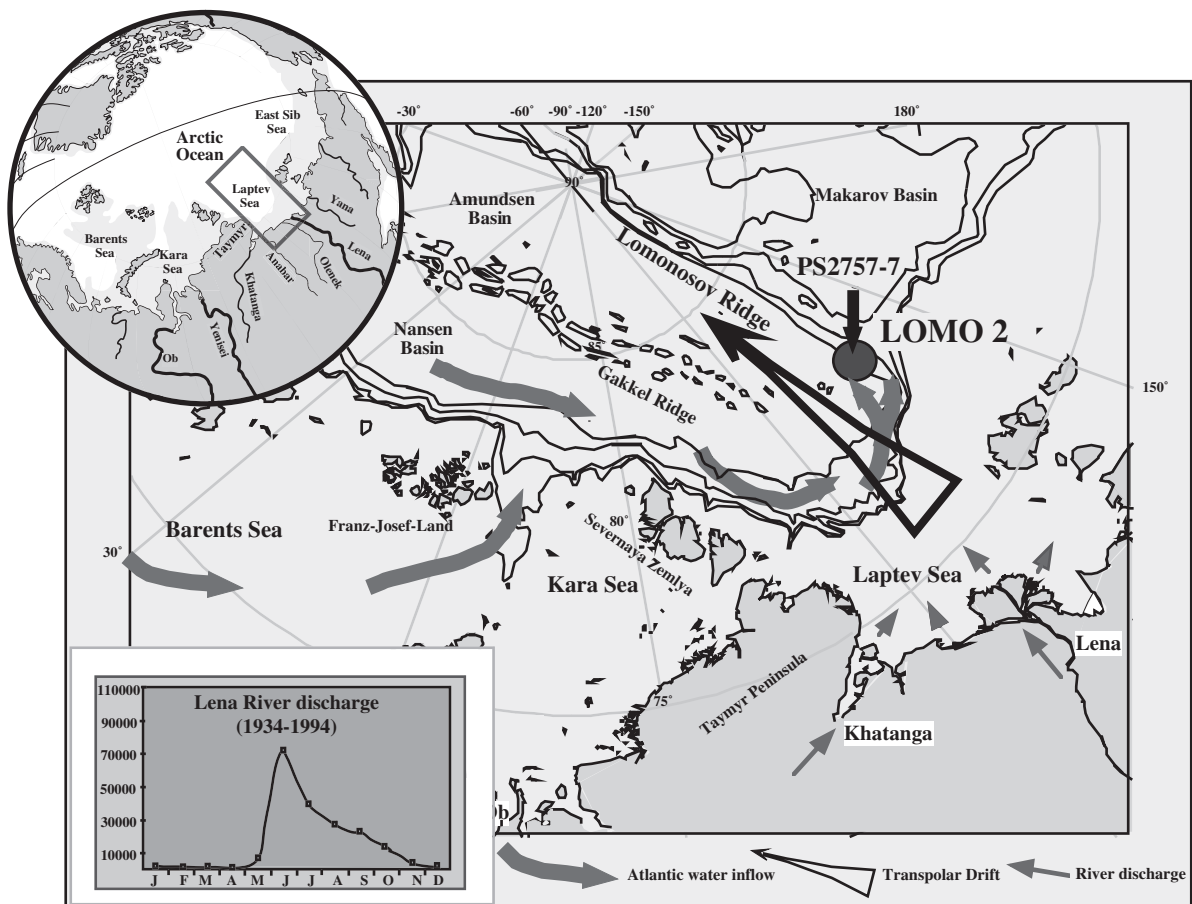 Arctic
Ocean
East Sib
Sea
Laptev
Sea
Barents
Sea
Kara
Sea
Taymyr
Yana
Lena
Olenek
Anabar
Khatanga
Yenisei
Ob
-30°
-60°
-90°
-120°
-150°
180°
150°
30°
90°
85°
80°
75°
Amundsen
Basin
Makarov Basin
Lomonosov Ridge
PS2757-7
LOMO 2
Nansen
Basin
Gakkel Ridge
Barents Sea
Franz-Josef-Land
Severnaya Zemlya
Kara Sea
Laptev Sea
Lena
Taymyr Peninsula
Khatanga
Lena River discharge
(1934-1994)
110000
90000
70000
50000
30000
10000
J F M A M J J A S O N D
Atlantic water inflow
Transpolar Drift
River discharge